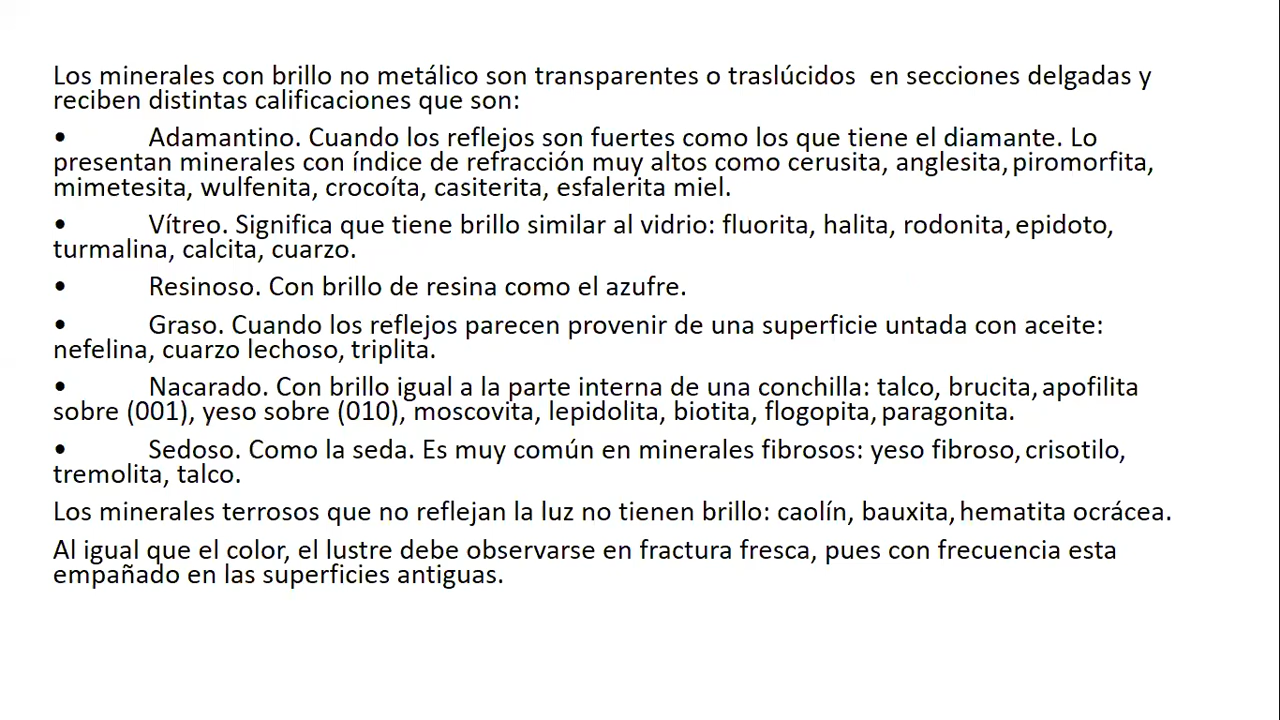 Los minerales con brillo no metálico son transparentes o traslúcidos  en secciones delgadas y
reciben distintas calificaciones que son:
•	Adamantino. Cuando los reflejos son fuertes como los que tiene el diamante. Lo
presentan minerales con índice de refracción muy altos como cerusita, anglesita, piromorfita,
mimetesita, wulfenita, crocoíta, casiterita, esfalerita miel.
•	Vítreo. Significa que tiene brillo similar al vidrio: fluorita, halita, rodonita, epidoto,
turmalina, calcita, cuarzo.
•	Resinoso. Con brillo de resina como el azufre.
•	Graso. Cuando los reflejos parecen provenir de una superficie untada con aceite:
nefelina, cuarzo lechoso, triplita.
•	Nacarado. Con brillo igual a la parte interna de una conchilla: talco, brucita, apofilita
sobre (001), yeso sobre (010), moscovita, lepidolita, biotita, flogopita, paragonita.
•	Sedoso. Como la seda. Es muy común en minerales fibrosos: yeso fibroso, crisotilo,
tremolita, talco.
Los minerales terrosos que no reflejan la luz no tienen brillo: caolín, bauxita, hematita ocrácea.
Al igual que el color, el lustre debe observarse en fractura fresca, pues con frecuencia esta
empañado en las superficies antiguas.